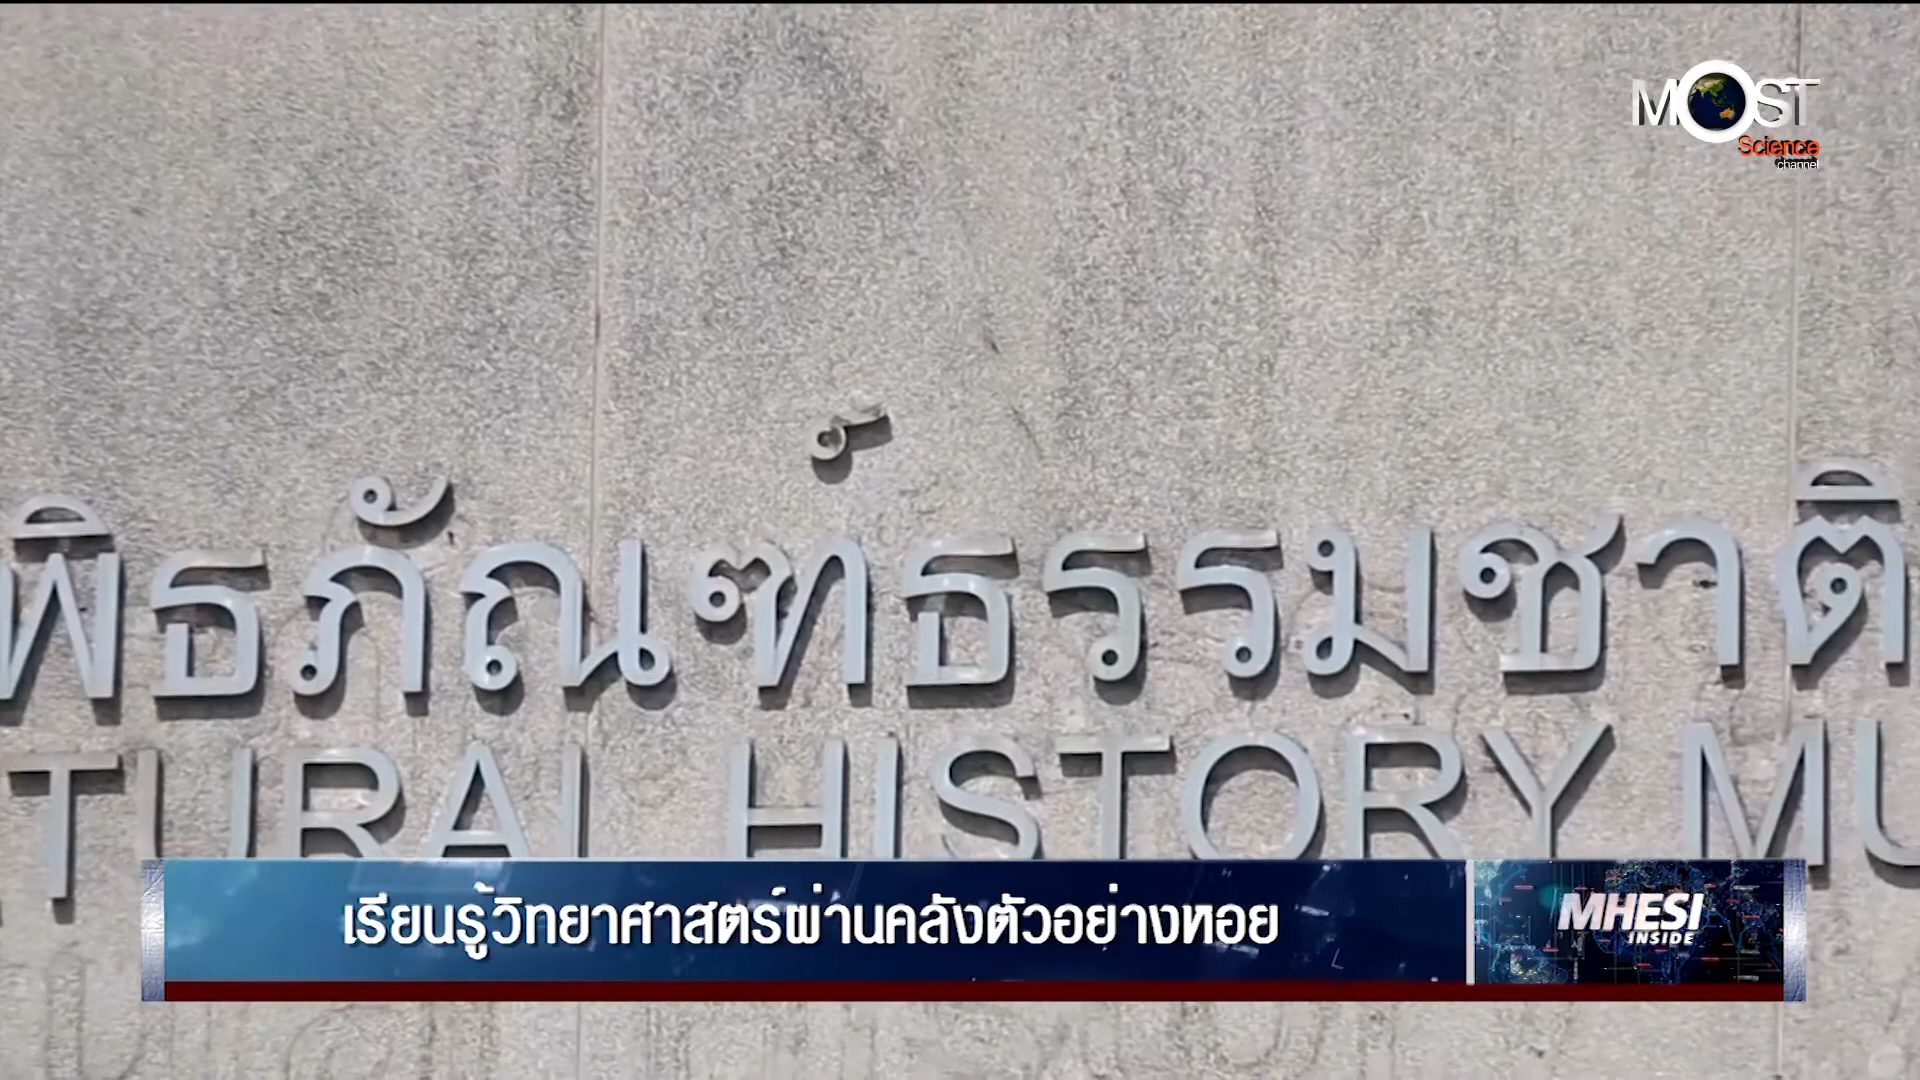 MOST
Science
channel
พิธภัณฑ์ธรรมชาติ
TURAL HISTORY MU
เรียนรู้วิทยาศาสตร์ผ่านคลังตัวอย่างหอย
MHESI
INSIDE